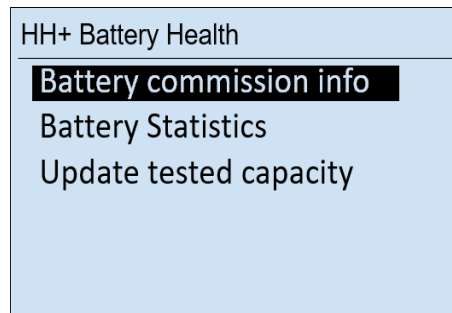 HH+ Battery Health
Battery commission info
Battery Statistics
Update tested capacity